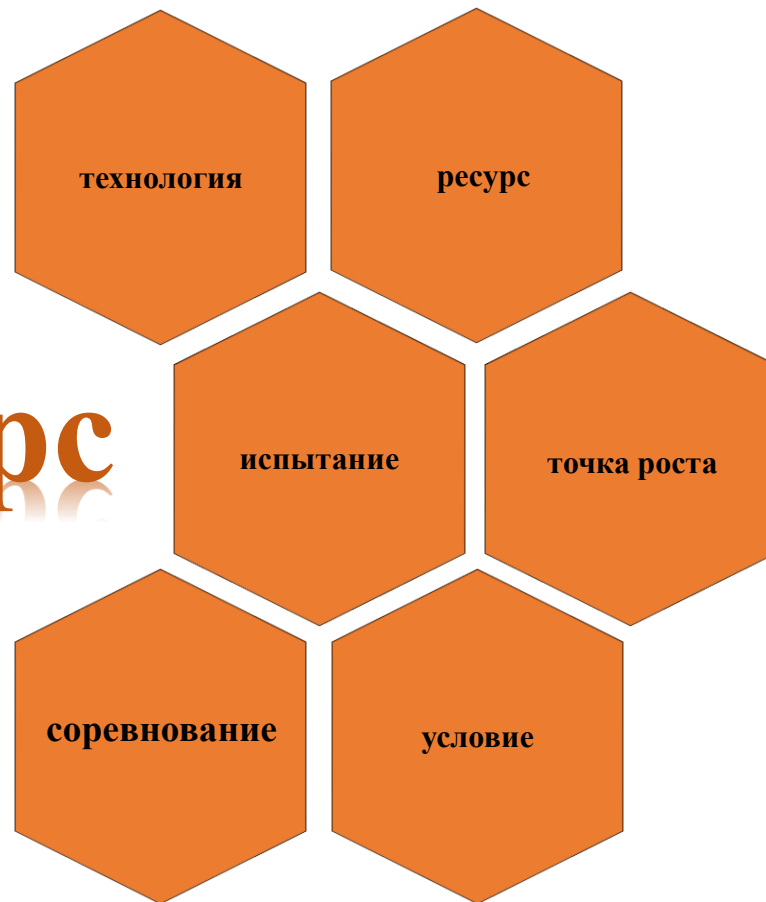 технология
ресурс
рс
испытание
точка роста
соревнование
условие